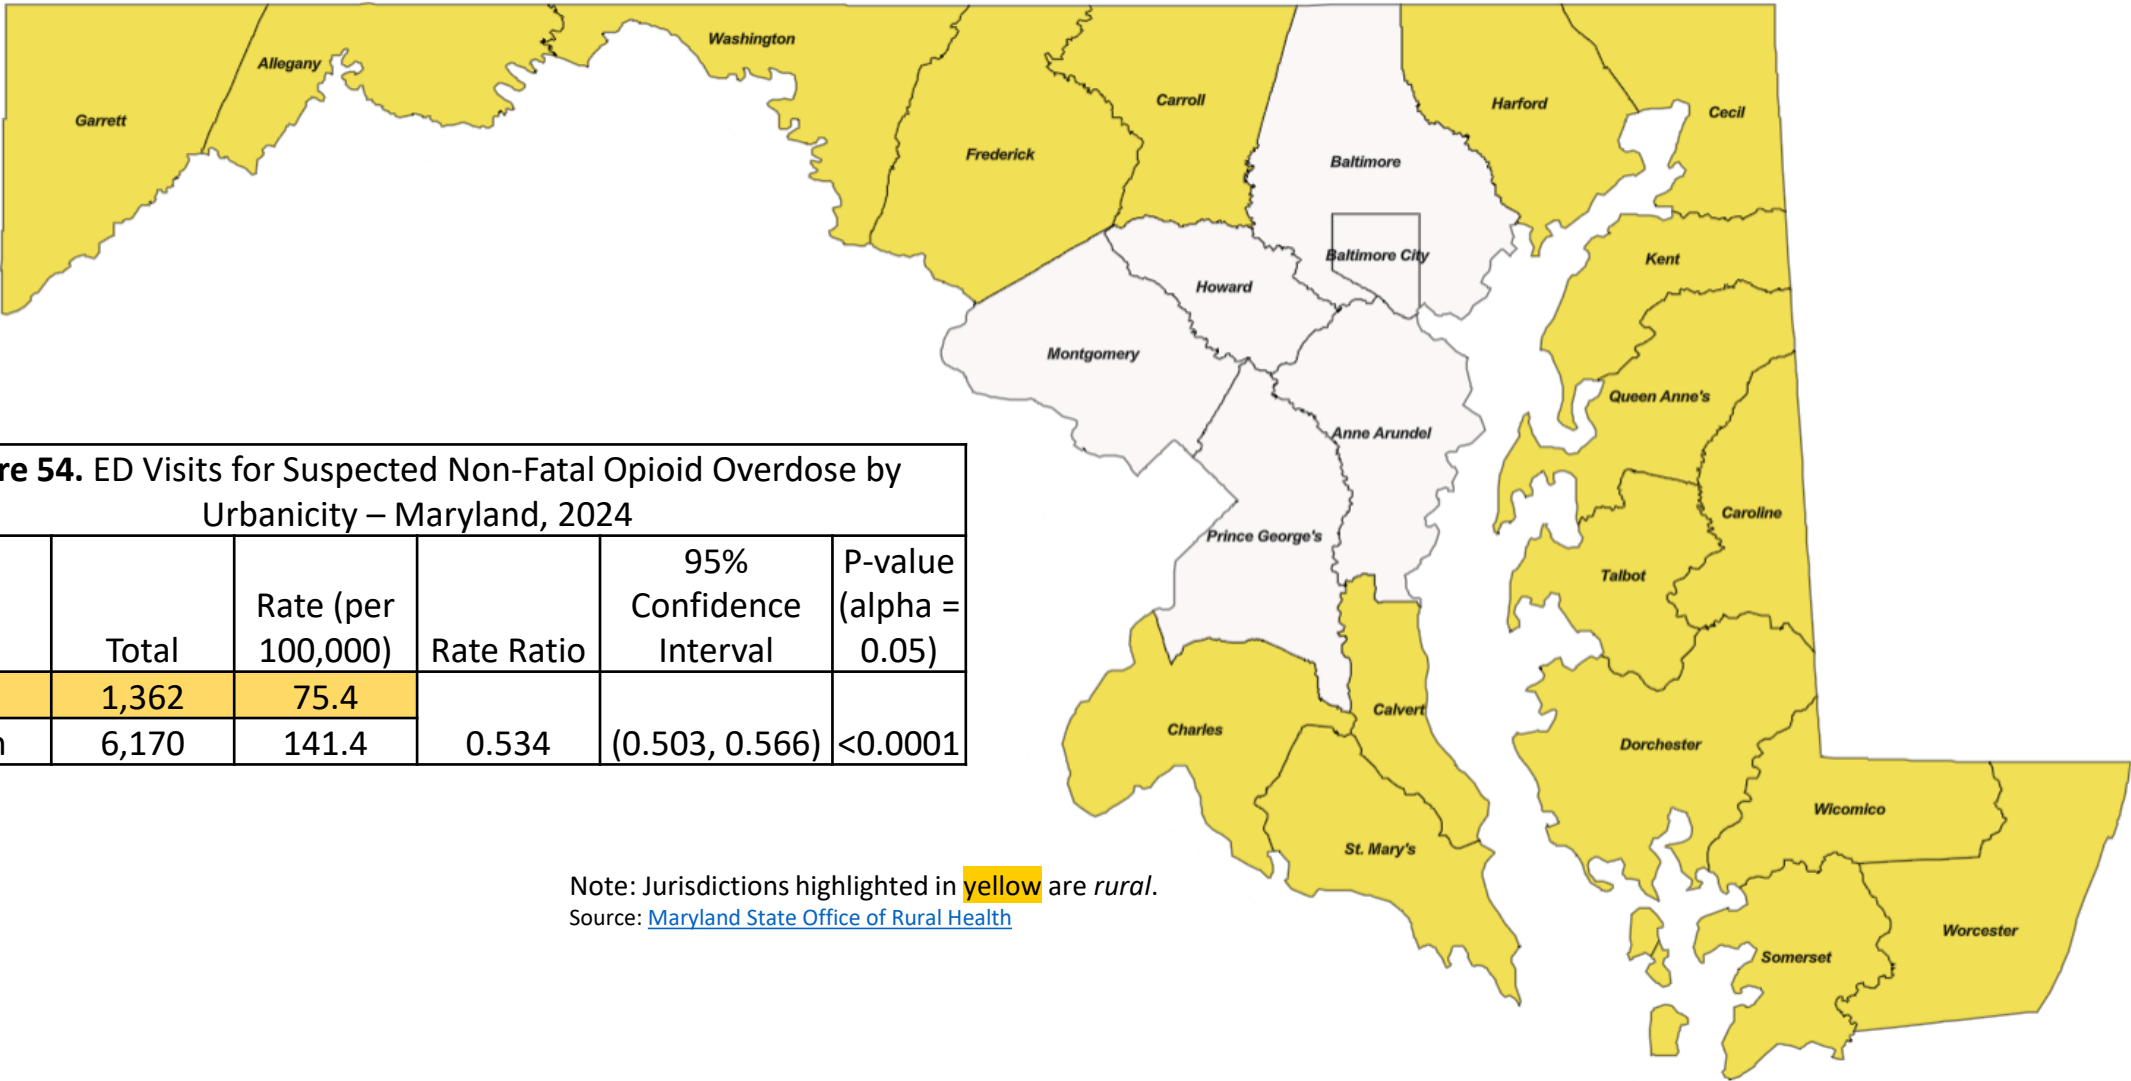 Washington
Allegany
Garrett
Carroll
Harford
Cecil
Frederick
Baltimore
Baltimore City
Kent
Howard
Montgomery
Queen Anne's
Anne Arundel
Caroline
Prince George's
Talbot
Calvert
Charles
Dorchester
Wicomico
St. Mary's
Worcester
Somerset
re 54. ED Visits for Suspected Non-Fatal Opioid Overdose by
Urbanicity – Maryland, 2024
Total
Rate (per
100,000)
Rate Ratio
95%
Confidence
Interval
P-value
(alpha =
0.05)
1,362 75.4
n 6,170 141.4 0.534 (0.503, 0.566) <0.0001
Note: Jurisdictions highlighted in yellow are rural.
Source: Maryland State Office of Rural Health